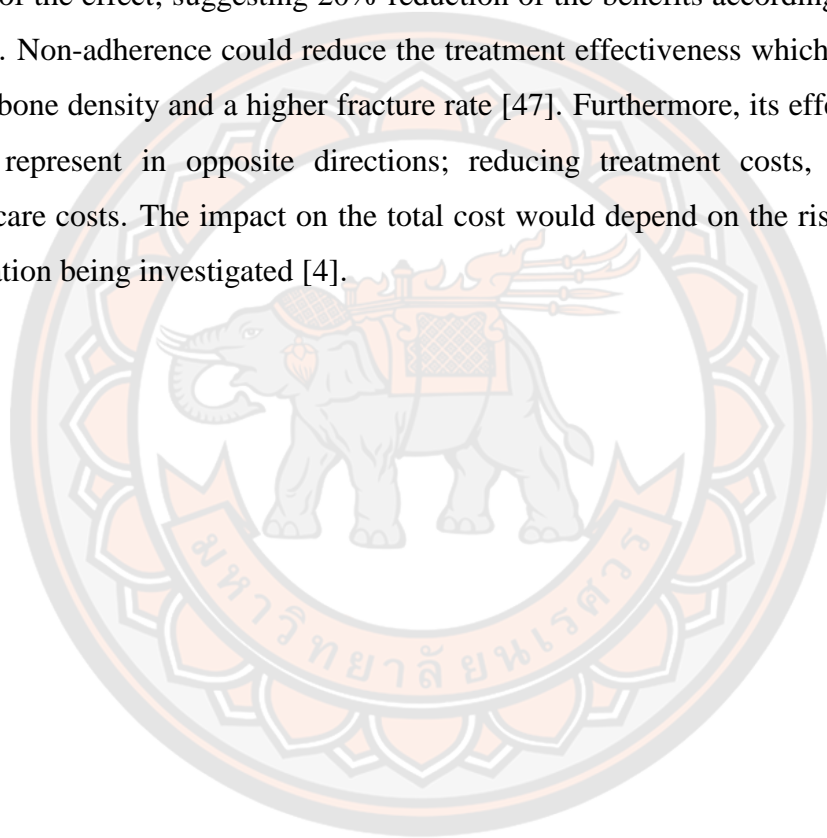 of the effect, suggesting 20% reduction of the benefits according
. Non-adherence could reduce the treatment effectiveness which
bone density and a higher fracture rate [47]. Furthermore, its effe
represent in opposite directions; reducing treatment costs,
care costs. The impact on the total cost would depend on the ris
ation being investigated [4].
มหาวิทยาลัยนเรศวร